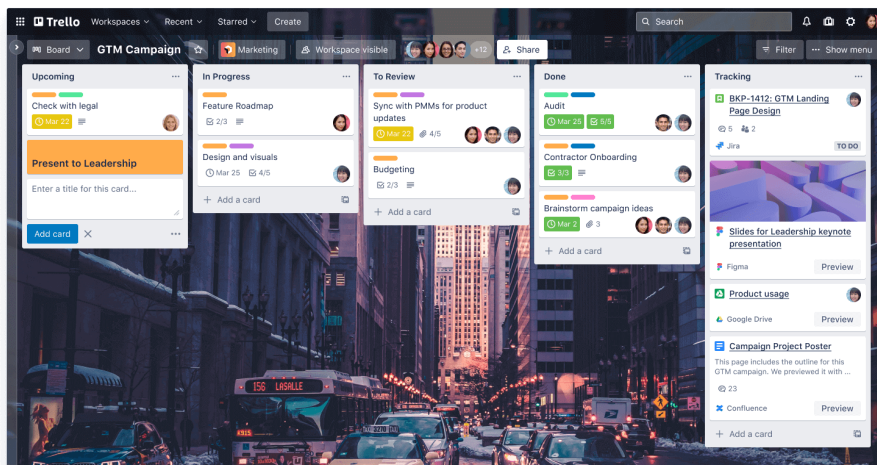 Trello
Workspaces
Recent
Starred
Create
Search
Board
GTM Campaign
Marketing
Workspace visible
+12
Share
Filter
Show menu
Upcoming
Check with legal
Mar 22
Present to Leadership
Enter a title for this card...
Add card
In Progress
Feature Roadmap
2/3
Design and visuals
Mar 25
4/5
Add a card
To Review
Sync with PMMs for product
updates
Mar 22
4/5
Budgeting
2/3
Add a card
Done
Audit
Mar 25
5/5
Contractor Onboarding
3/3
Brainstorm campaign ideas
Mar 2
3
Add a card
Tracking
BKP-1412: GTM Landing
Page Design
5
2
Jira
TO DO
Slides for Leadership keynote
presentation
Figma
Preview
Product usage
Google Drive
Preview
Campaign Project Poster
This page includes the outline for this
GTM campaign. We previewed it with ...
23
Confluence
Preview
Add a card
156 LASALLE